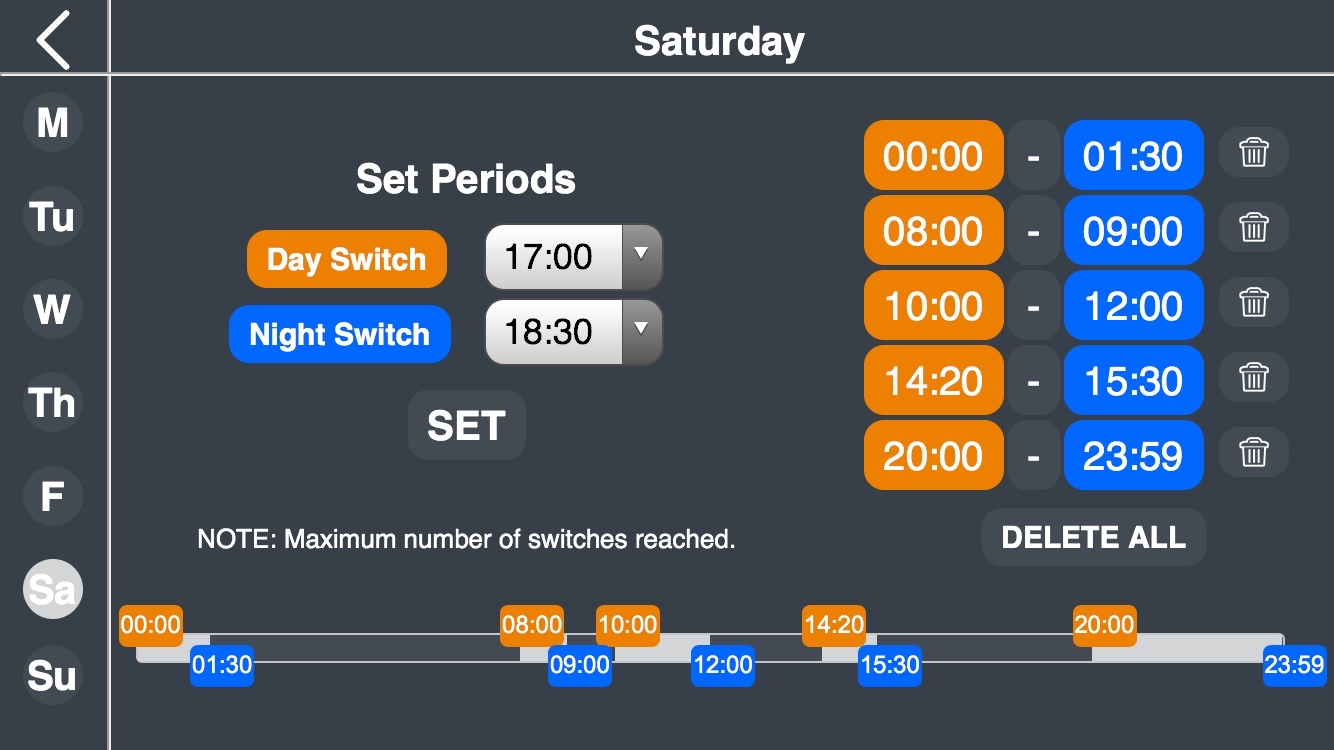 Saturday
M
Tu
W
Th
F
Sa
Su
Set Periods
Day Switch 17:00
Night Switch 18:30
SET
NOTE: Maximum number of switches reached.
00:00 - 01:30
08:00 - 09:00
10:00 - 12:00
14:20 - 15:30
20:00 - 23:59
DELETE ALL
00:00 08:00 10:00 14:20 20:00
01:30 09:00 12:00 15:30 23:59